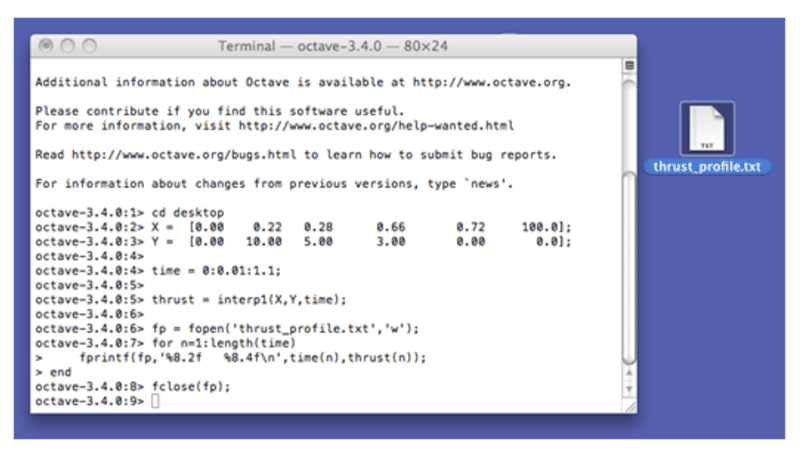 Terminal — octave-3.4.0 — 80×24
Additional information about Octave is available at http://www.octave.org.
Please contribute if you find this software useful.
For more information, visit http://www.octave.org/help-wanted.html
Read http://www.octave.org/bugs.html to learn how to submit bug reports.
For information about changes from previous versions, type `news'.
octave-3.4.0:1> cd desktop
octave-3.4.0:2> X =  [0.00    0.22   0.28      0.66       0.72     100.0];
octave-3.4.0:3> Y =  [0.00   10.00   5.00      3.00       0.00       0.0];
octave-3.4.0:4>
octave-3.4.0:4> time = 0:0.01:1.1;
octave-3.4.0:5>
octave-3.4.0:5> thrust = interp1(X,Y,time);
octave-3.4.0:6>
octave-3.4.0:6> fp = fopen('thrust_profile.txt','w');
octave-3.4.0:7> for n=1:length(time)
>     fprintf(fp,'%8.2f   %8.4f\n',time(n),thrust(n));
> end
octave-3.4.0:8> fclose(fp);
octave-3.4.0:9>
TXT
thrust_profile.txt